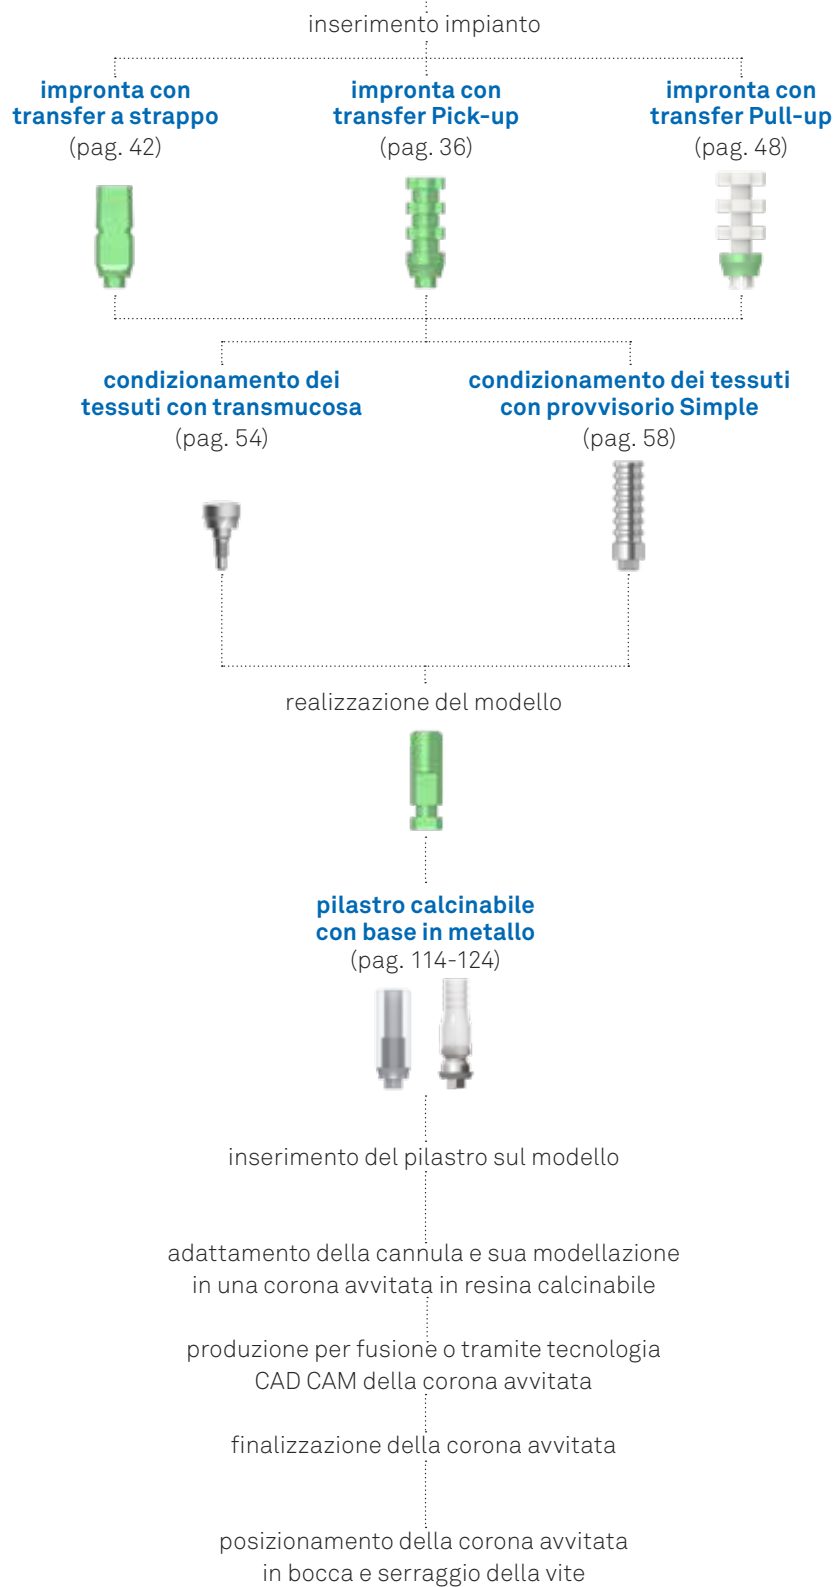 inserimento impianto
impronta con
transfer a strappo
(pag. 42)
impronta con
transfer Pick-up
(pag. 36)
impronta con
transfer Pull-up
(pag. 48)
condizionamento dei
tessuti con transmucosa
(pag. 54)
condizionamento dei tessuti
con provvisorio Simple
(pag. 58)
realizzazione del modello
pilastro calcinabile
con base in metallo
(pag. 114-124)
inserimento del pilastro sul modello
adattamento della cannula e sua modellazione
in una corona avvitata in resina calcinabile
produzione per fusione o tramite tecnologia
CAD CAM della corona avvitata
finalizzazione della corona avvitata
posizionamento della corona avvitata
in bocca e serraggio della vite